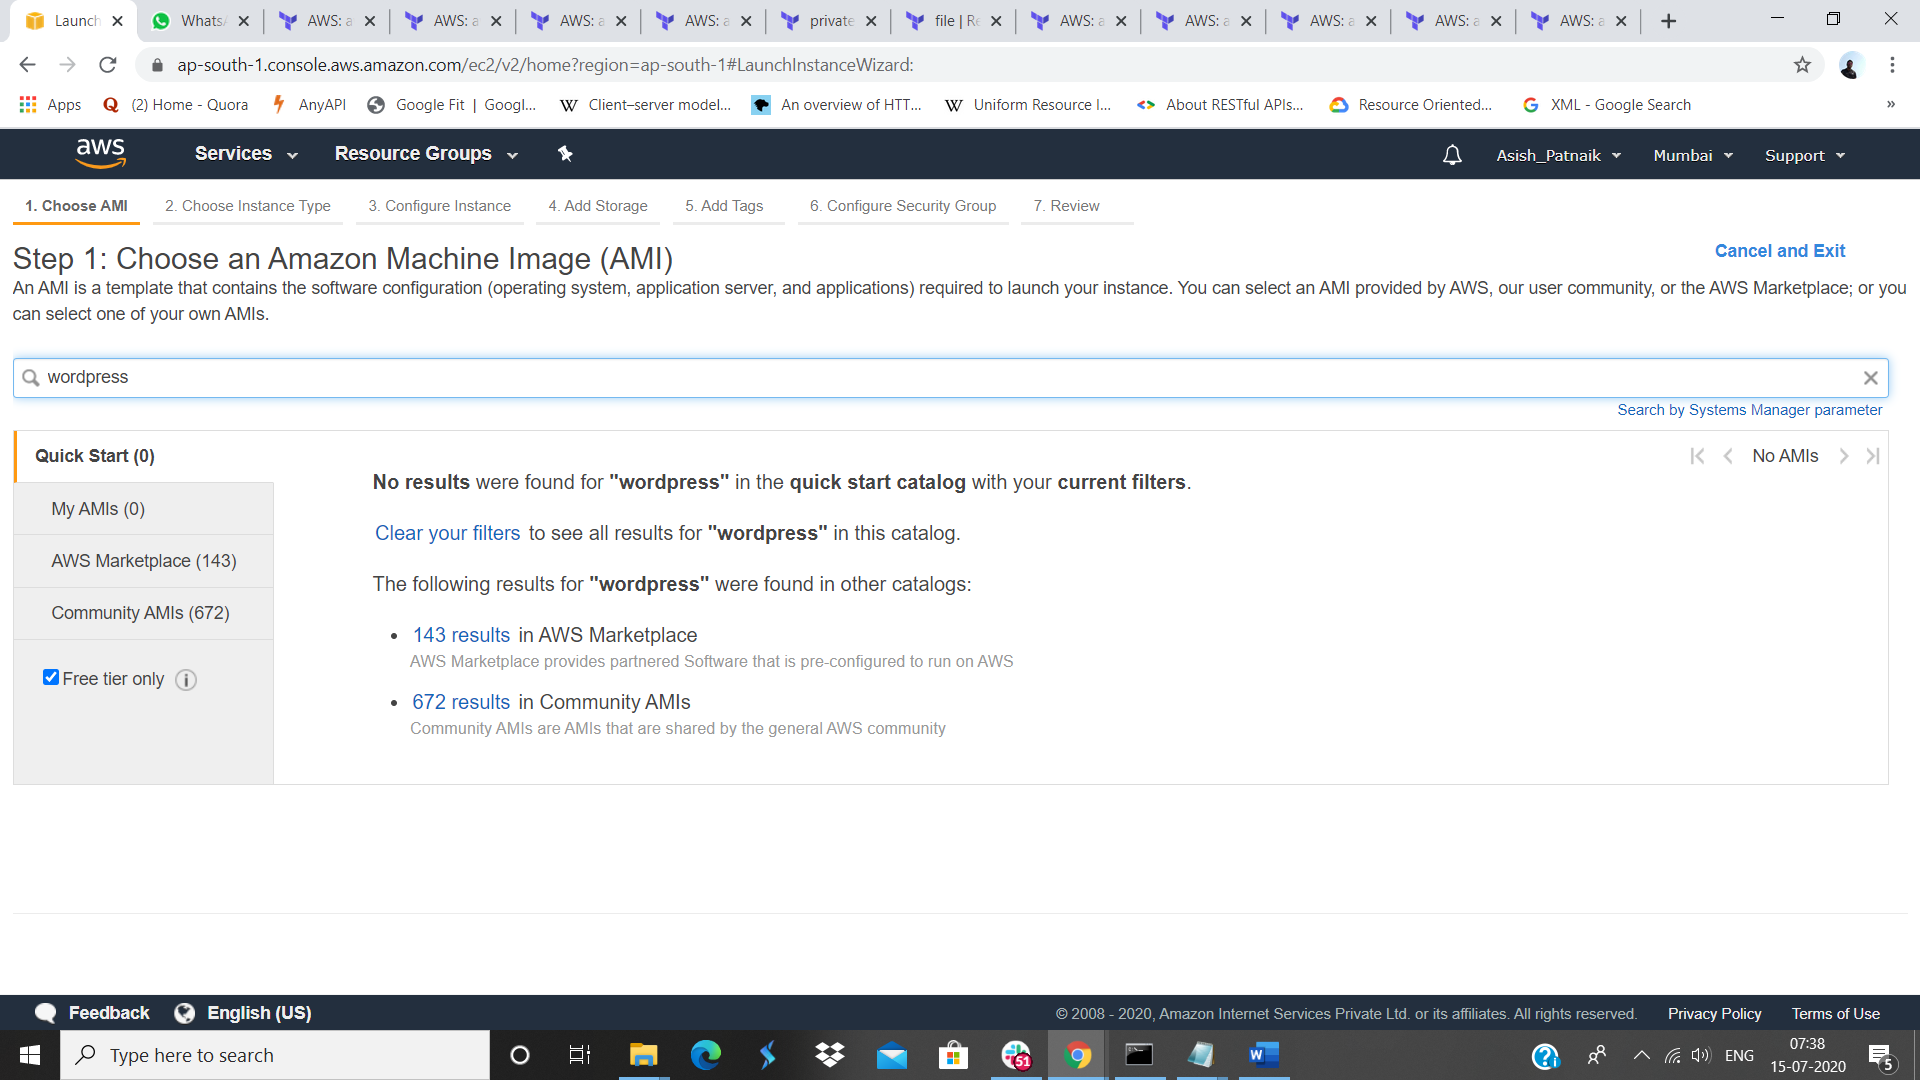 Launch
WhatsA
AWS: a
AWS: a
AWS: a
AWS: a
private
file | Re
AWS: a
AWS: a
AWS: a
AWS: a
AWS: a
ap-south-1.console.aws.amazon.com/ec2/v2/home?region=ap-south-1#LaunchInstanceWizard:
Apps
(2) Home - Quora
AnyAPI
Google Fit | Googl...
Client–server model...
An overview of HTT...
Uniform Resource I...
About RESTful APIs...
Resource Oriented...
XML - Google Search
»
aws
Services
Resource Groups
Asish_Patnaik
Mumbai
Support
1. Choose AMI
2. Choose Instance Type
3. Configure Instance
4. Add Storage
5. Add Tags
6. Configure Security Group
7. Review
Step 1: Choose an Amazon Machine Image (AMI)
Cancel and Exit
An AMI is a template that contains the software configuration (operating system, application server, and applications) required to launch your instance. You can select an AMI provided by AWS, our user community, or the AWS Marketplace; or you
can select one of your own AMIs.
wordpress
Search by Systems Manager parameter
Quick Start (0)
My AMIs (0)
AWS Marketplace (143)
Community AMIs (672)
Free tier only
No AMIs
No results were found for "wordpress" in the quick start catalog with your current filters.
Clear your filters to see all results for "wordpress" in this catalog.
The following results for "wordpress" were found in other catalogs:
• 143 results in AWS Marketplace
AWS Marketplace provides partnered Software that is pre-configured to run on AWS
• 672 results in Community AMIs
Community AMIs are AMIs that are shared by the general AWS community
Feedback
English (US)
© 2008 - 2020, Amazon Internet Services Private Ltd. or its affiliates. All rights reserved.
Privacy Policy
Terms of Use
Type here to search
51
ENG
07:38
15-07-2020
5